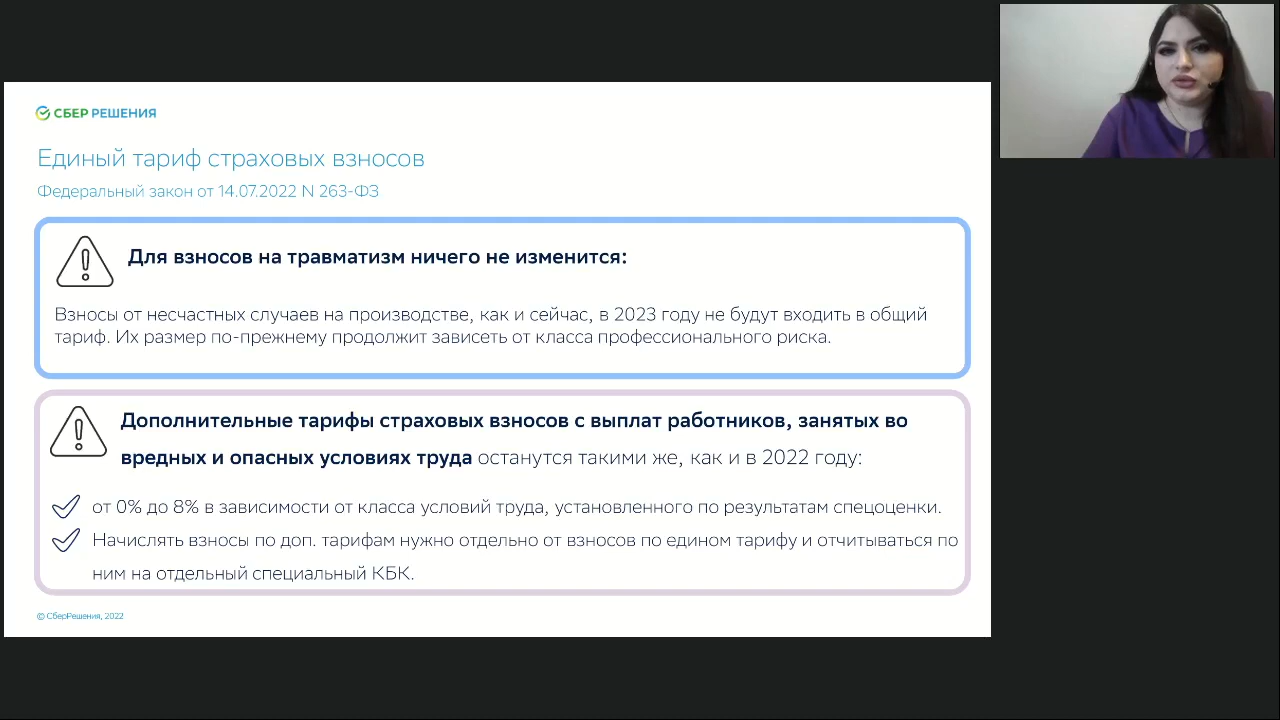 СБЕР РЕШЕНИЯ
Единый тариф страховых взносов
Федеральный закон от 14.07.2022 N 263-ФЗ
Для взносов на травматизм ничего не изменится:
Взносы от несчастных случаев на производстве, как и сейчас, в 2023 году не будут входить в общий
тариф. Их размер по-прежнему продолжит зависеть от класса профессионального риска.
Дополнительные тарифы страховых взносов с выплат работников, занятых во
вредных и опасных условиях труда останутся такими же, как и в 2022 году:
от 0% до 8% в зависимости от класса условий труда, установленного по результатам спецоценки.
Начислять взносы по доп. тарифам нужно отдельно от взносов по единому тарифу и отчитываться по
ним на отдельный специальный КБК.
© СберРешения, 2022